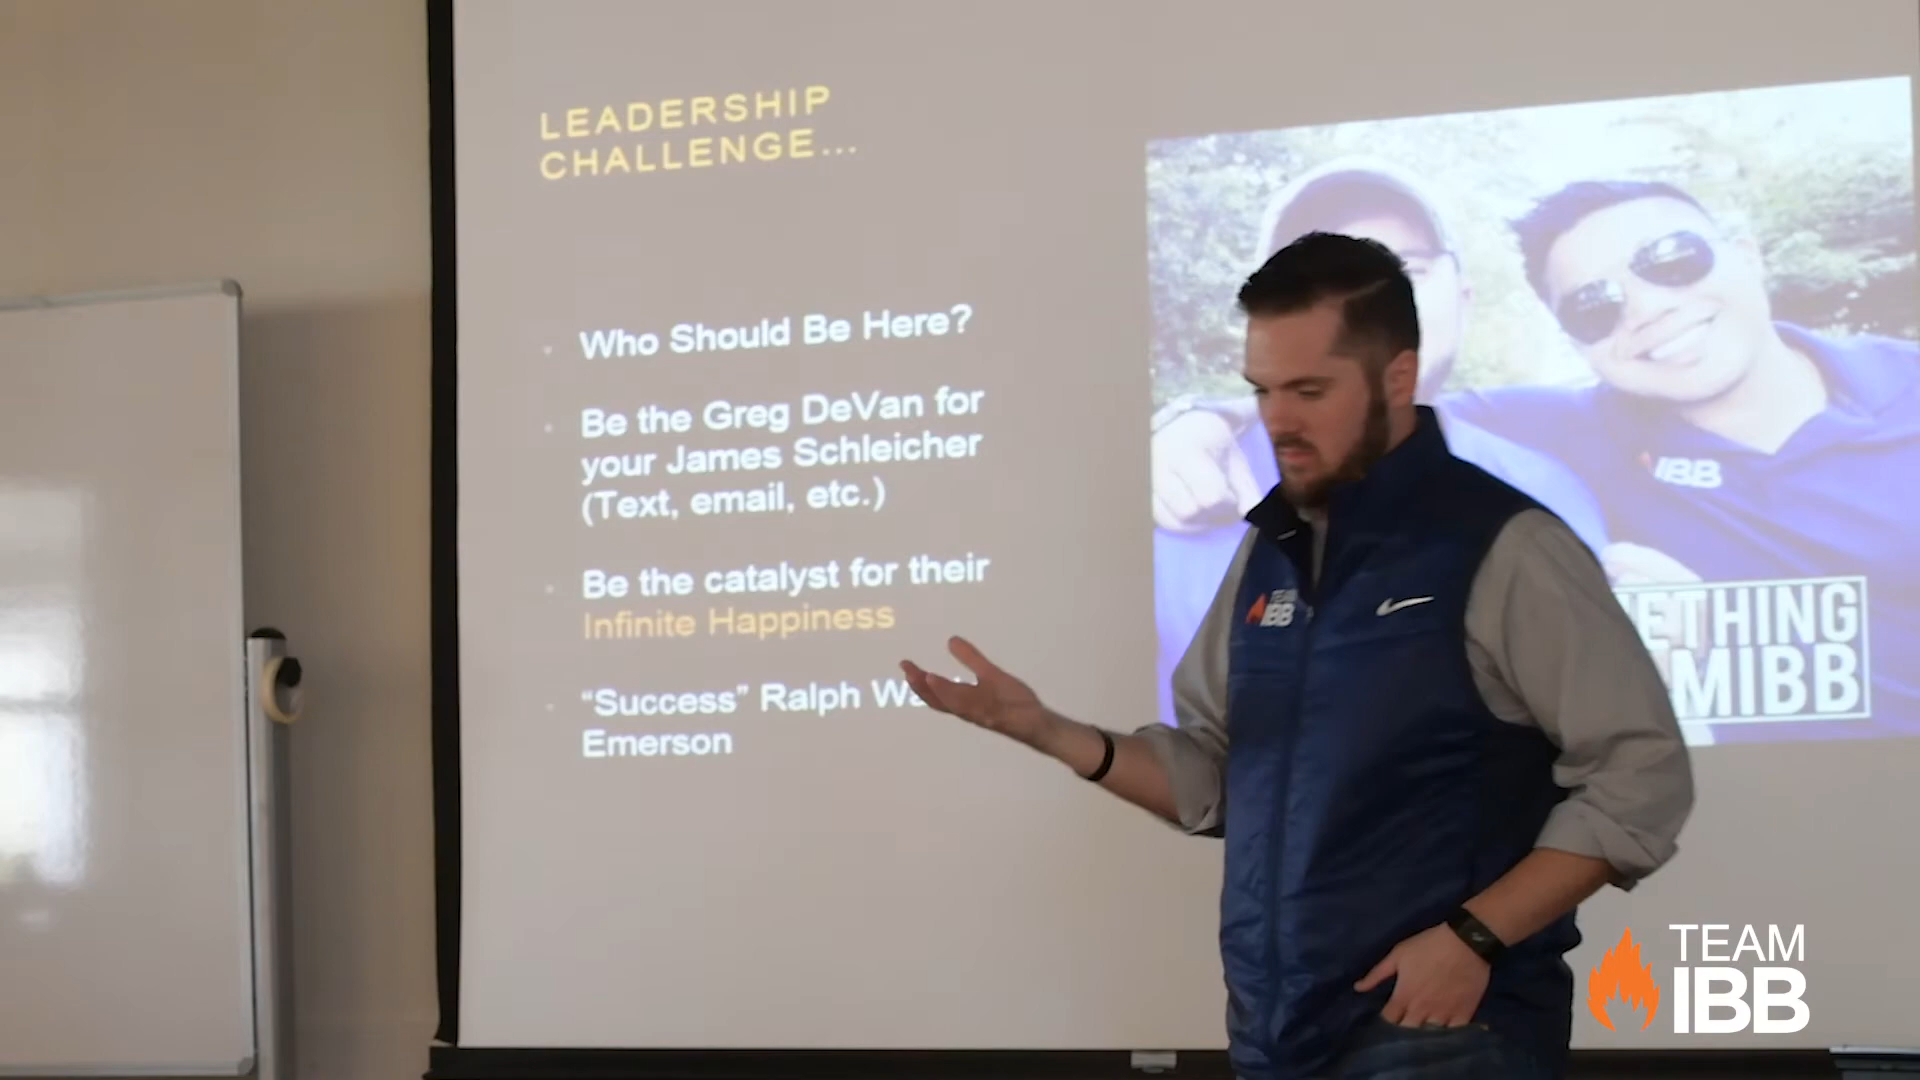 LEADERSHIP
CHALLENGE...
Who Should Be Here?
Be the Greg DeVan for
your James Schleicher
(Text, email, etc.)
Be the catalyst for their
Infinite Happiness
“Success” Ralph
Emerson
IBB
TEAM
IBB
TEAM
IBB